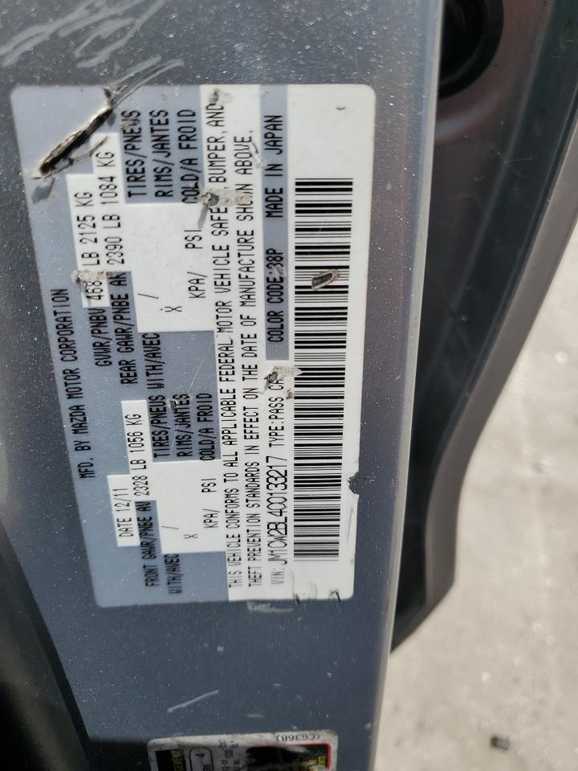 MFD. BY MAZDA MOTOR CORPORATION
DATE 12/11
GVWR/PNBV LB 2125 KG
FRONT GAWR/PNBE AV 2328 LB 1056 KG
REAR GAWR/PNBE AR 2390 LB 1084 KG
WITH/AVEC TIRES/PNEUS WITH/AVEC / TIRES/PNEUS
X RIMS/JANTES X RIMS/JANTES
KPA/ PSI COLD/A FROID KPA/ PSI COLD/A FROID
THIS VEHICLE CONFORMS TO ALL APPLICABLE FEDERAL MOTOR VEHICLE BUMPER, AND
THEFT PREVENTION STANDARDS IN EFFECT ON THE DATE OF MANUFACTURE SHOWN ABOVE.
VIN: JM1CW2BL4C0133217 TYPE:PASS COLOR CODE:38P MADE IN JAPAN